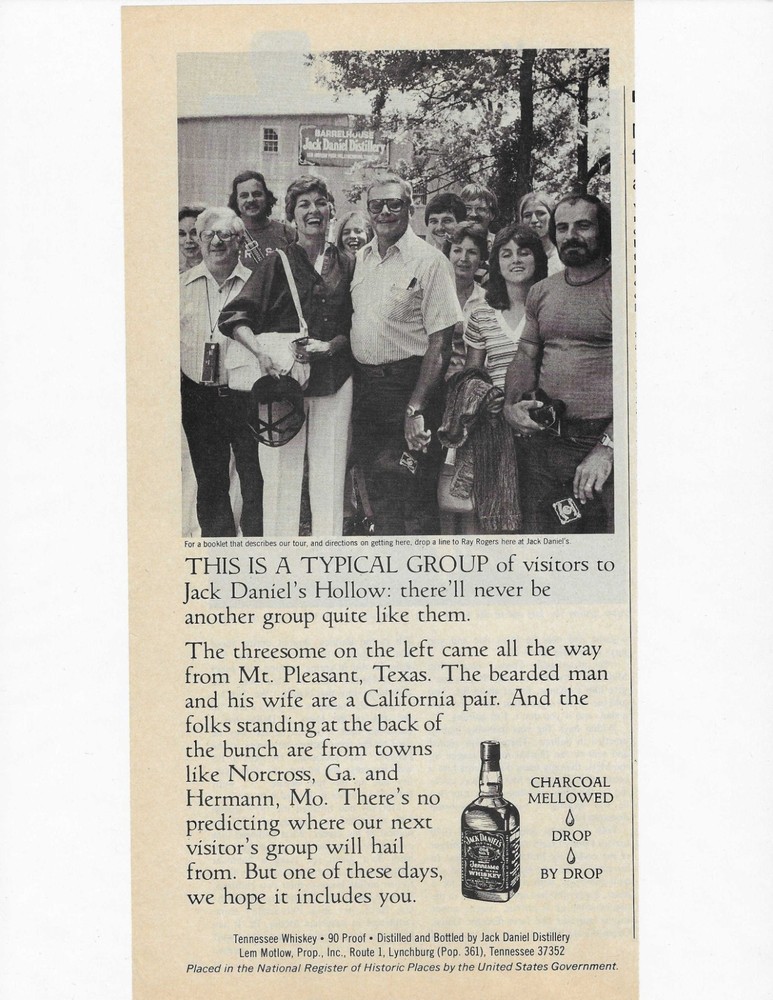 BARRELHOUSE
Jack Daniel Distillery
For a booklet that describes our tour, and directions on getting here, drop a line to Ray Rogers here at Jack Daniel's.
THIS IS A TYPICAL GROUP of visitors to
Jack Daniel's Hollow: there'll never be
another group quite like them.
The threesome on the left came all the way
from Mt. Pleasant, Texas. The bearded man
and his wife are a California pair. And the
folks standing at the back of
the bunch are from towns
like Norcross, Ga. and
Hermann, Mo. There's no
predicting where our next
visitor's group will hail
from. But one of these days,
we hope it includes you.
JACK DANIEL'S
Tennessee
WHISKEY
CHARCOAL
MELLOWED
DROP
BY DROP
Tennessee Whiskey • 90 Proof • Distilled and Bottled by Jack Daniel Distillery
Lem Motlow, Prop., Inc., Route 1, Lynchburg (Pop. 361), Tennessee 37352
Placed in the National Register of Historic Places by the United States Government.